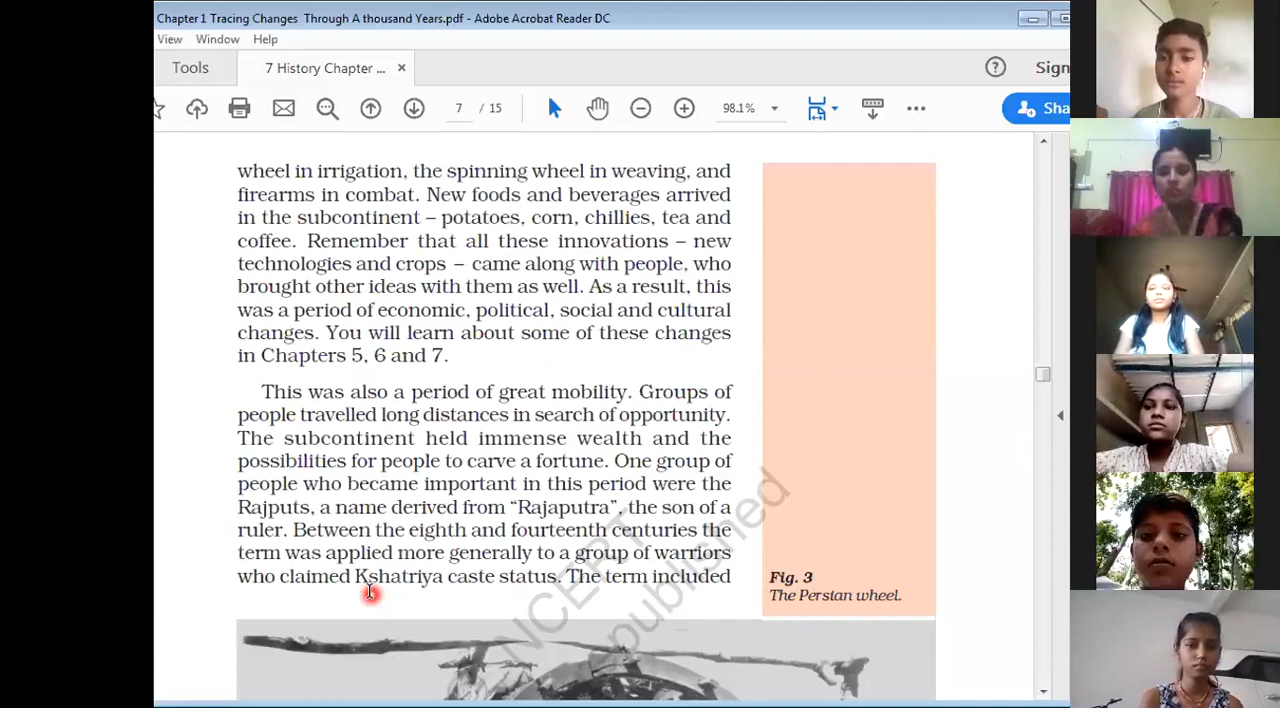 Chapter 1 Tracing Changes Through A thousand Years.pdf - Adobe Acrobat Reader DC
View Window Help
Tools 7 History Chapter ... × ? Sign
7 / 15 98.1% ... Sha
wheel in irrigation, the spinning wheel in weaving, and
firearms in combat. New foods and beverages arrived
in the subcontinent – potatoes, corn, chillies, tea and
coffee. Remember that all these innovations – new
technologies and crops – came along with people, who
brought other ideas with them as well. As a result, this
was a period of economic, political, social and cultural
changes. You will learn about some of these changes
in Chapters 5, 6 and 7.
This was also a period of great mobility. Groups of
people travelled long distances in search of opportunity.
The subcontinent held immense wealth and the
possibilities for people to carve a fortune. One group of
people who became important in this period were the
Rajputs, a name derived from “Rajaputra”, the son of a
ruler. Between the eighth and fourteenth centuries the
term was applied more generally to a group of warriors
who claimed Kshatriya caste status. The term included
Fig. 3
The Persian wheel.
NCERT
published